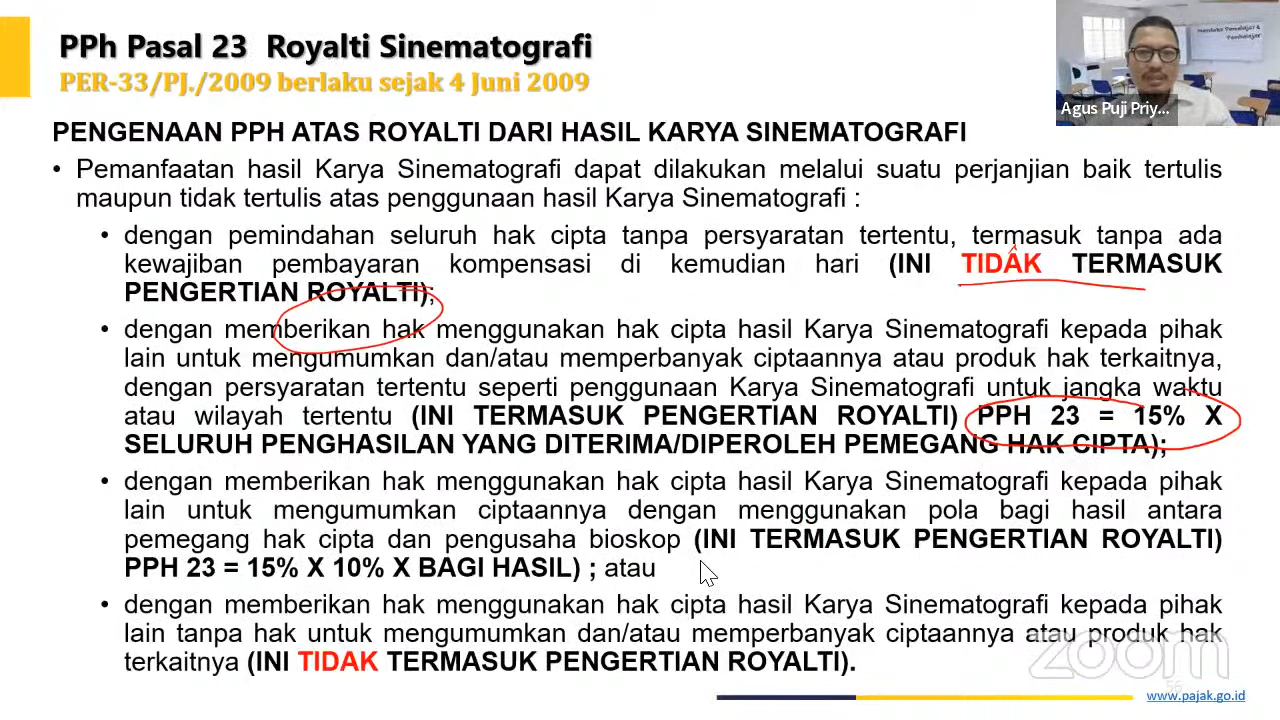 PPh Pasal 23 Royalti Sinematografi
PER-33/PJ./2009 berlaku sejak 4 Juni 2009
Merdeka Pemelajar &
Pembelajar
Agus Puji Priy...
PENGENAAN PPH ATAS ROYALTI DARI HASIL KARYA SINEMATOGRAFI
• Pemanfaatan hasil Karya Sinematografi dapat dilakukan melalui suatu perjanjian baik tertulis
maupun tidak tertulis atas penggunaan hasil Karya Sinematografi :
• dengan pemindahan seluruh hak cipta tanpa persyaratan tertentu, termasuk tanpa ada
kewajiban pembayaran kompensasi di kemudian hari (INI TIDAK TERMASUK
PENGERTIAN ROYALTI);
• dengan memberikan hak menggunakan hak cipta hasil Karya Sinematografi kepada pihak
lain untuk mengumumkan dan/atau memperbanyak ciptaannya atau produk hak terkaitnya,
dengan persyaratan tertentu seperti penggunaan Karya Sinematografi untuk jangka waktu
atau wilayah tertentu (INI TERMASUK PENGERTIAN ROYALTI) PPH 23 = 15% X
SELURUH PENGHASILAN YANG DITERIMA/DIPEROLEH PEMEGANG HAK CIPTA);
• dengan memberikan hak menggunakan hak cipta hasil Karya Sinematografi kepada pihak
lain untuk mengumumkan ciptaannya dengan menggunakan pola bagi hasil antara
pemegang hak cipta dan pengusaha bioskop (INI TERMASUK PENGERTIAN ROYALTI)
PPH 23 = 15% X 10% X BAGI HASIL) ; atau
• dengan memberikan hak menggunakan hak cipta hasil Karya Sinematografi kepada pihak
lain tanpa hak untuk mengumumkan dan/atau memperbanyak ciptaannya atau produk hak
terkaitnya (INI TIDAK TERMASUK PENGERTIAN ROYALTI).
zoom
56
www.pajak.go.id